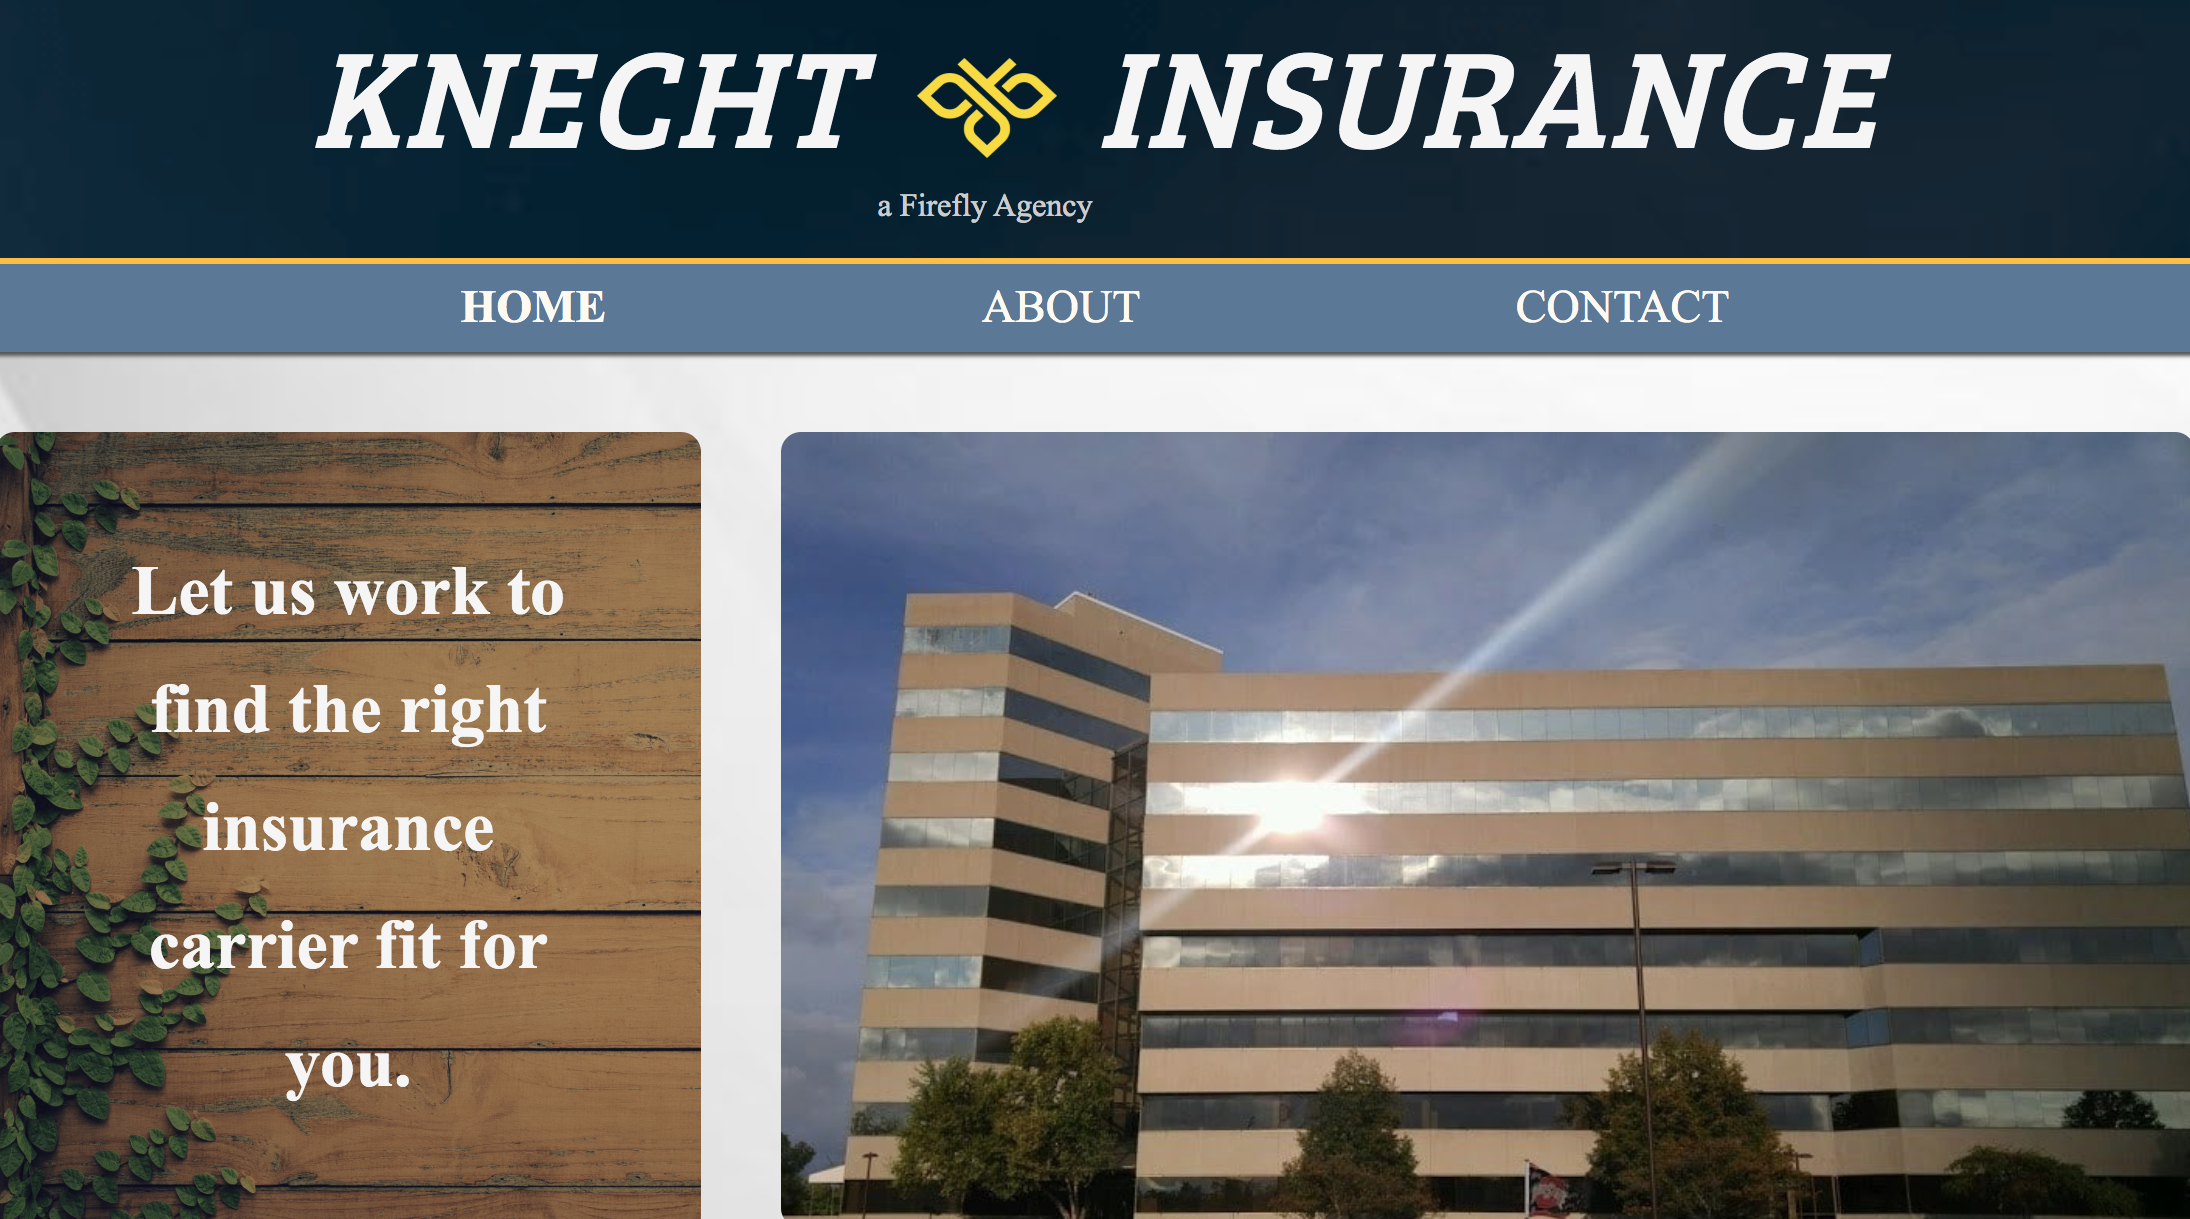 KNECHT INSURANCE
a Firefly Agency
HOME ABOUT CONTACT
Let us work to
find the right
insurance
carrier fit for
you.